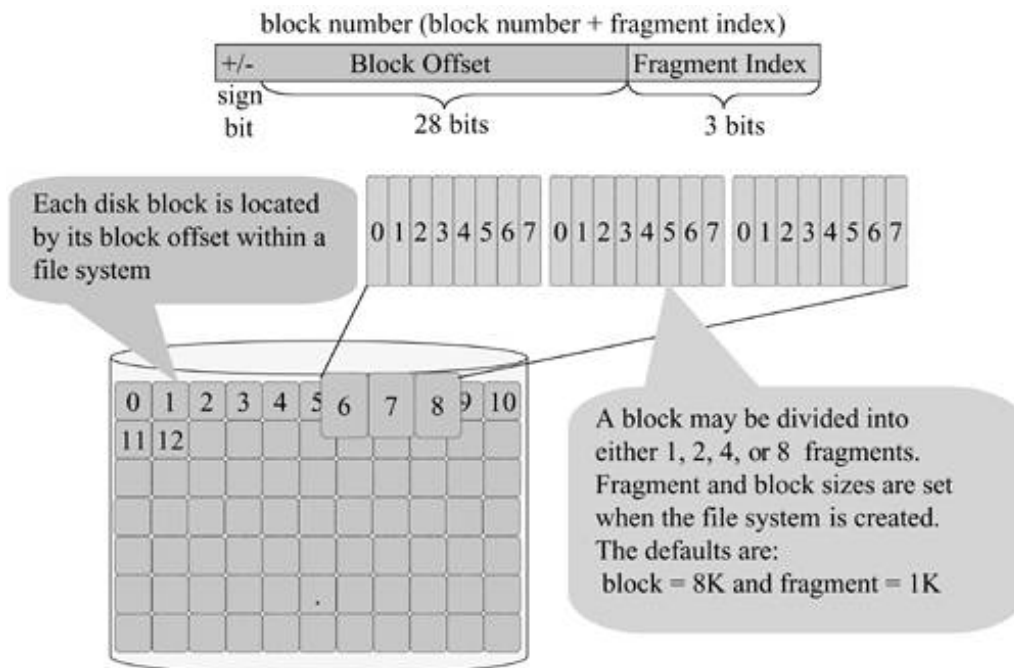 block number (block number + fragment index)
+/- Block Offset Fragment Index
sign
bit
28 bits
3 bits
Each disk block is located
by its block offset within a
file system
0 1 2 3 4 5 6 7 0 1 2 3 4 5 6 7 0 1 2 3 4 5 6 7
0 1 2 3 4 5 6 7 8 9 10
11 12
A block may be divided into
either 1, 2, 4, or 8 fragments.
Fragment and block sizes are set
when the file system is created.
The defaults are:
block = 8K and fragment = 1K